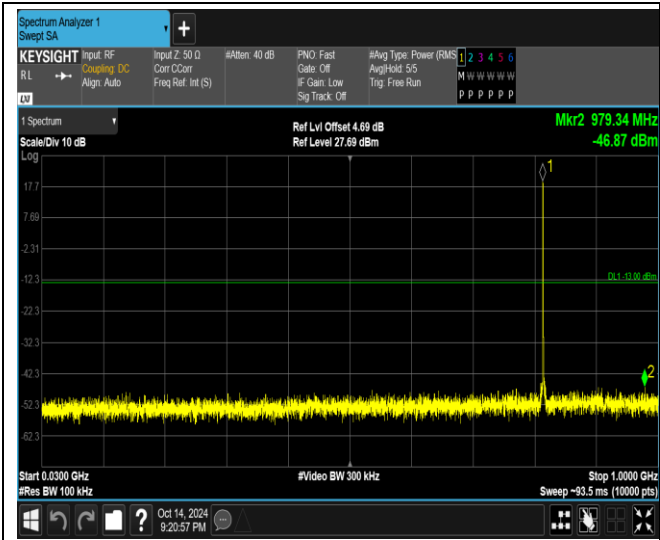 Spectrum Analyzer 1
Swept SA
+
KEYSIGHT
RL
LXI
Input: RF
Coupling: DC
Align: Auto
Input Z: 50 Ω
Corr CCorr
Freq Ref: Int (S)
#Atten: 40 dB
PNO: Fast
Gate: Off
IF Gain: Low
Sig Track: Off
#Avg Type: Power (RMS
Avg|Hold: 5/5
Trig: Free Run
1 2 3 4 5 6
M W W W W W
P P P P P P
1 Spectrum
Scale/Div 10 dB
Ref Lvl Offset 4.69 dB
Ref Level 27.69 dBm
Mkr2 979.34 MHz
-46.87 dBm
Log
1
17.7
7.69
-2.31
-12.3
DL1 -13.00 dBm
-22.3
-32.3
-42.3
2
-52.3
-62.3
Start 0.0300 GHz
#Video BW 300 kHz
Stop 1.0000 GHz
#Res BW 100 kHz
Sweep ~93.5 ms (10000 pts)
?
Oct 14, 2024
9:20:57 PM